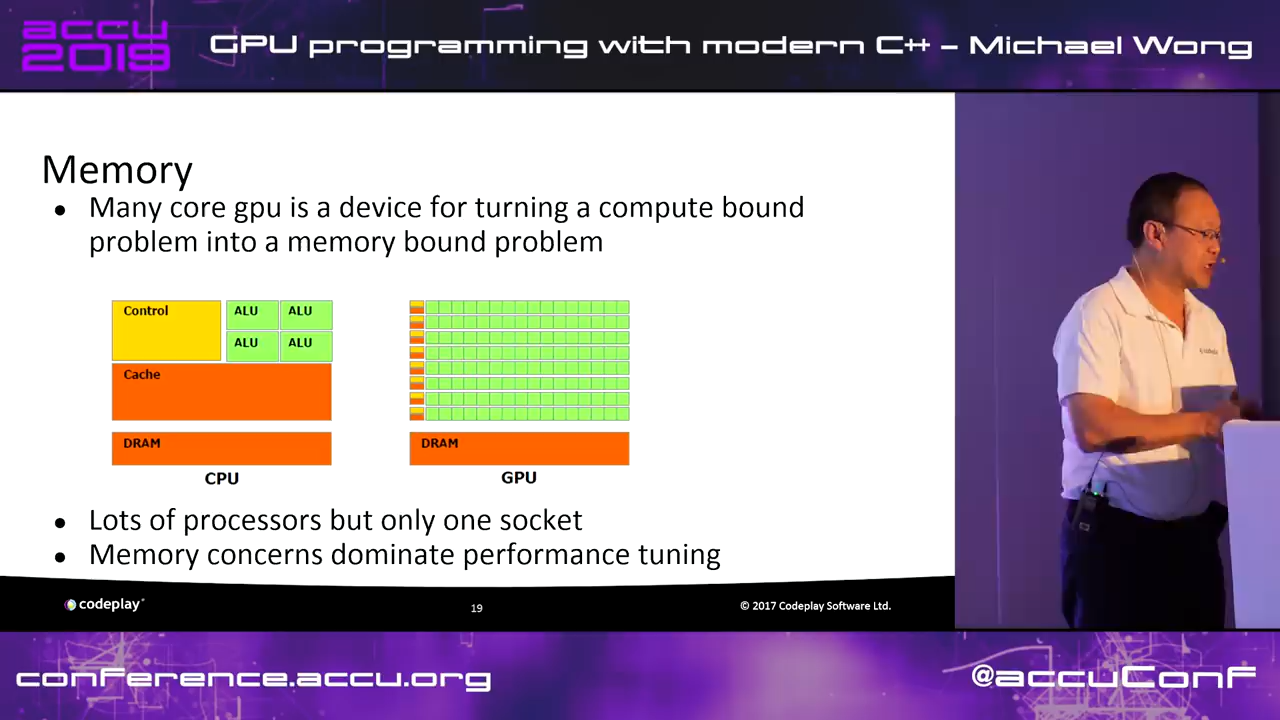 accu
2019
GPU programming with modern C++ – Michael Wong
Memory
● Many core gpu is a device for turning a compute bound
problem into a memory bound problem
Control
ALU ALU
ALU ALU
Cache
DRAM
CPU
DRAM
GPU
● Lots of processors but only one socket
● Memory concerns dominate performance tuning
codeplay™
19
© 2017 Codeplay Software Ltd.
codeplay
conference.accu.org
@accuConf